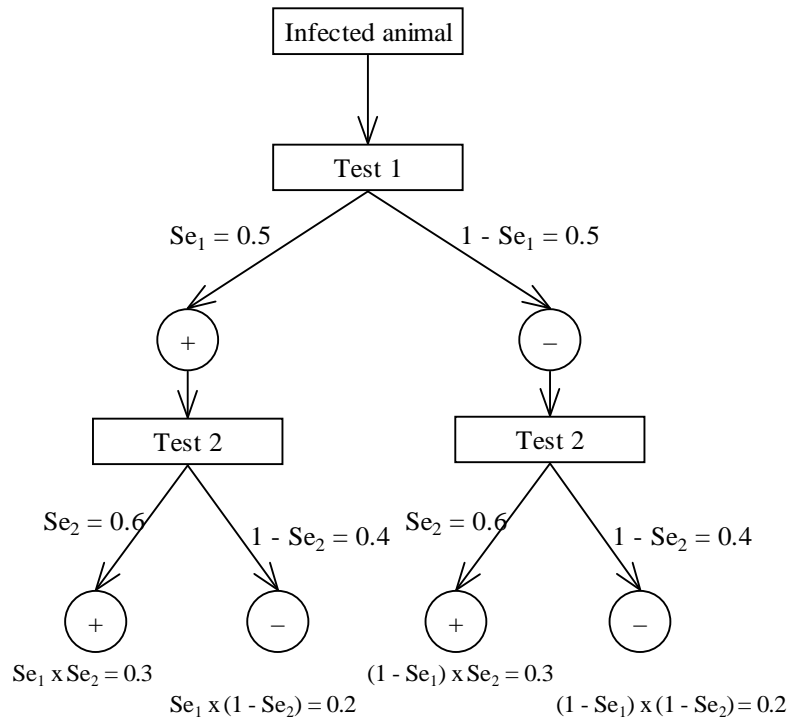 Infected animal
Test 1
Se₁ = 0.5
1 - Se₁ = 0.5
+
–
Test 2
Test 2
Se₂ = 0.6
1 - Se₂ = 0.4
Se₂ = 0.6
1 - Se₂ = 0.4
+
–
+
–
Se₁ x Se₂ = 0.3
(1 - Se₁) x Se₂ = 0.3
Se₁ x (1 - Se₂) = 0.2
(1 - Se₁) x (1 - Se₂) = 0.2